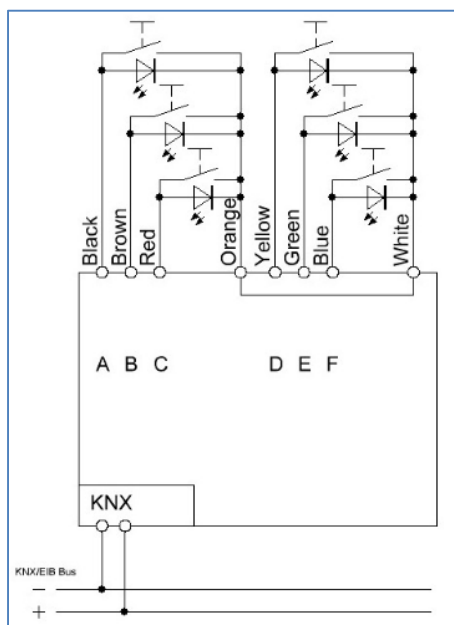 Black Brown Red Orange Yellow Green Blue White
A B C D E F
KNX
KNX/EIB Bus
−
+